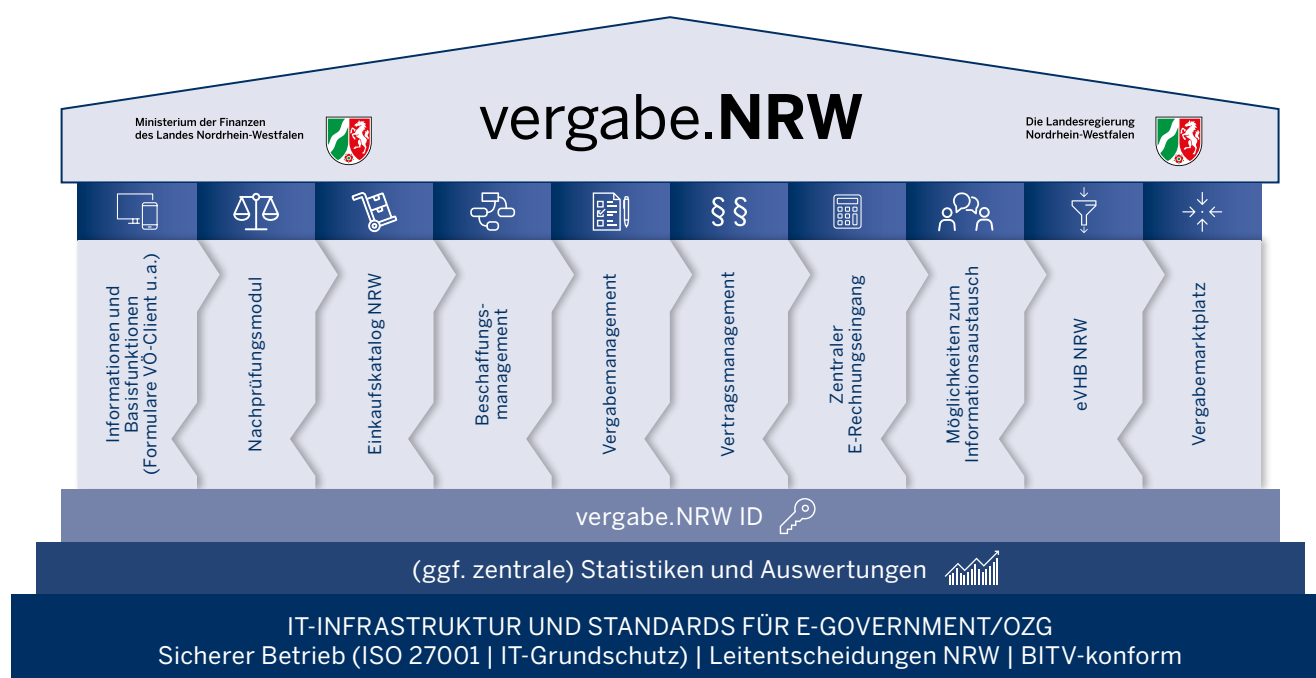 vergabe.NRW
Ministerium der Finanzen
des Landes Nordrhein-Westfalen
Die Landesregierung
Nordrhein-Westfalen
§ §
Informationen und
Basisfunktionen
(Formulare VÖ-Client u.a.)
Nachprüfungsmodul
Einkaufskatalog NRW
Beschaffungs-
management
Vergabemanagement
Vertragsmanagement
Zentraler
E-Rechnungseingang
Möglichkeiten zum
Informationsaustausch
eVHB NRW
Vergabemarktplatz
vergabe.NRW ID
(ggf. zentrale) Statistiken und Auswertungen
IT-INFRASTRUKTUR UND STANDARDS FÜR E-GOVERNMENT/OZG
Sicherer Betrieb (ISO 27001 | IT-Grundschutz) | Leitentscheidungen NRW | BITV-konform